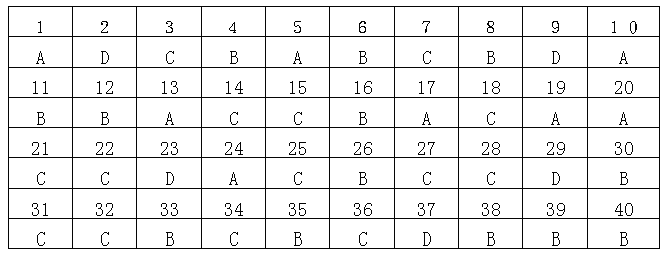 1 2 3 4 5 6 7 8 9 1 0
A D C B A B C B D A
11 12 13 14 15 16 17 18 19 20
B B A C C B A C A A
21 22 23 24 25 26 27 28 29 30
C C D A C B C C D B
31 32 33 34 35 36 37 38 39 40
C C B C B C D B B B